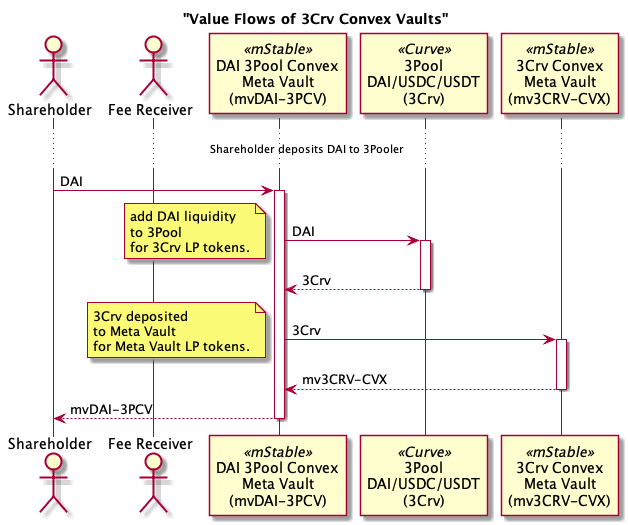 "Value Flows of 3Crv Convex Vaults"
Shareholder
Fee Receiver
«mStable»
DAI 3Pool Convex
Meta Vault
(mvDAI-3PCV)
«Curve»
3Pool
DAI/USDC/USDT
(3Crv)
«mStable»
3Crv Convex
Meta Vault
(mv3CRV-CVX)
Shareholder deposits DAI to 3Pooler
DAI
add DAI liquidity
to 3Pool
for 3Crv LP tokens.
DAI
3Crv
3Crv deposited
to Meta Vault
for Meta Vault LP tokens.
3Crv
mv3CRV-CVX
mvDAI-3PCV
Shareholder
Fee Receiver
«mStable»
DAI 3Pool Convex
Meta Vault
(mvDAI-3PCV)
«Curve»
3Pool
DAI/USDC/USDT
(3Crv)
«mStable»
3Crv Convex
Meta Vault
(mv3CRV-CVX)